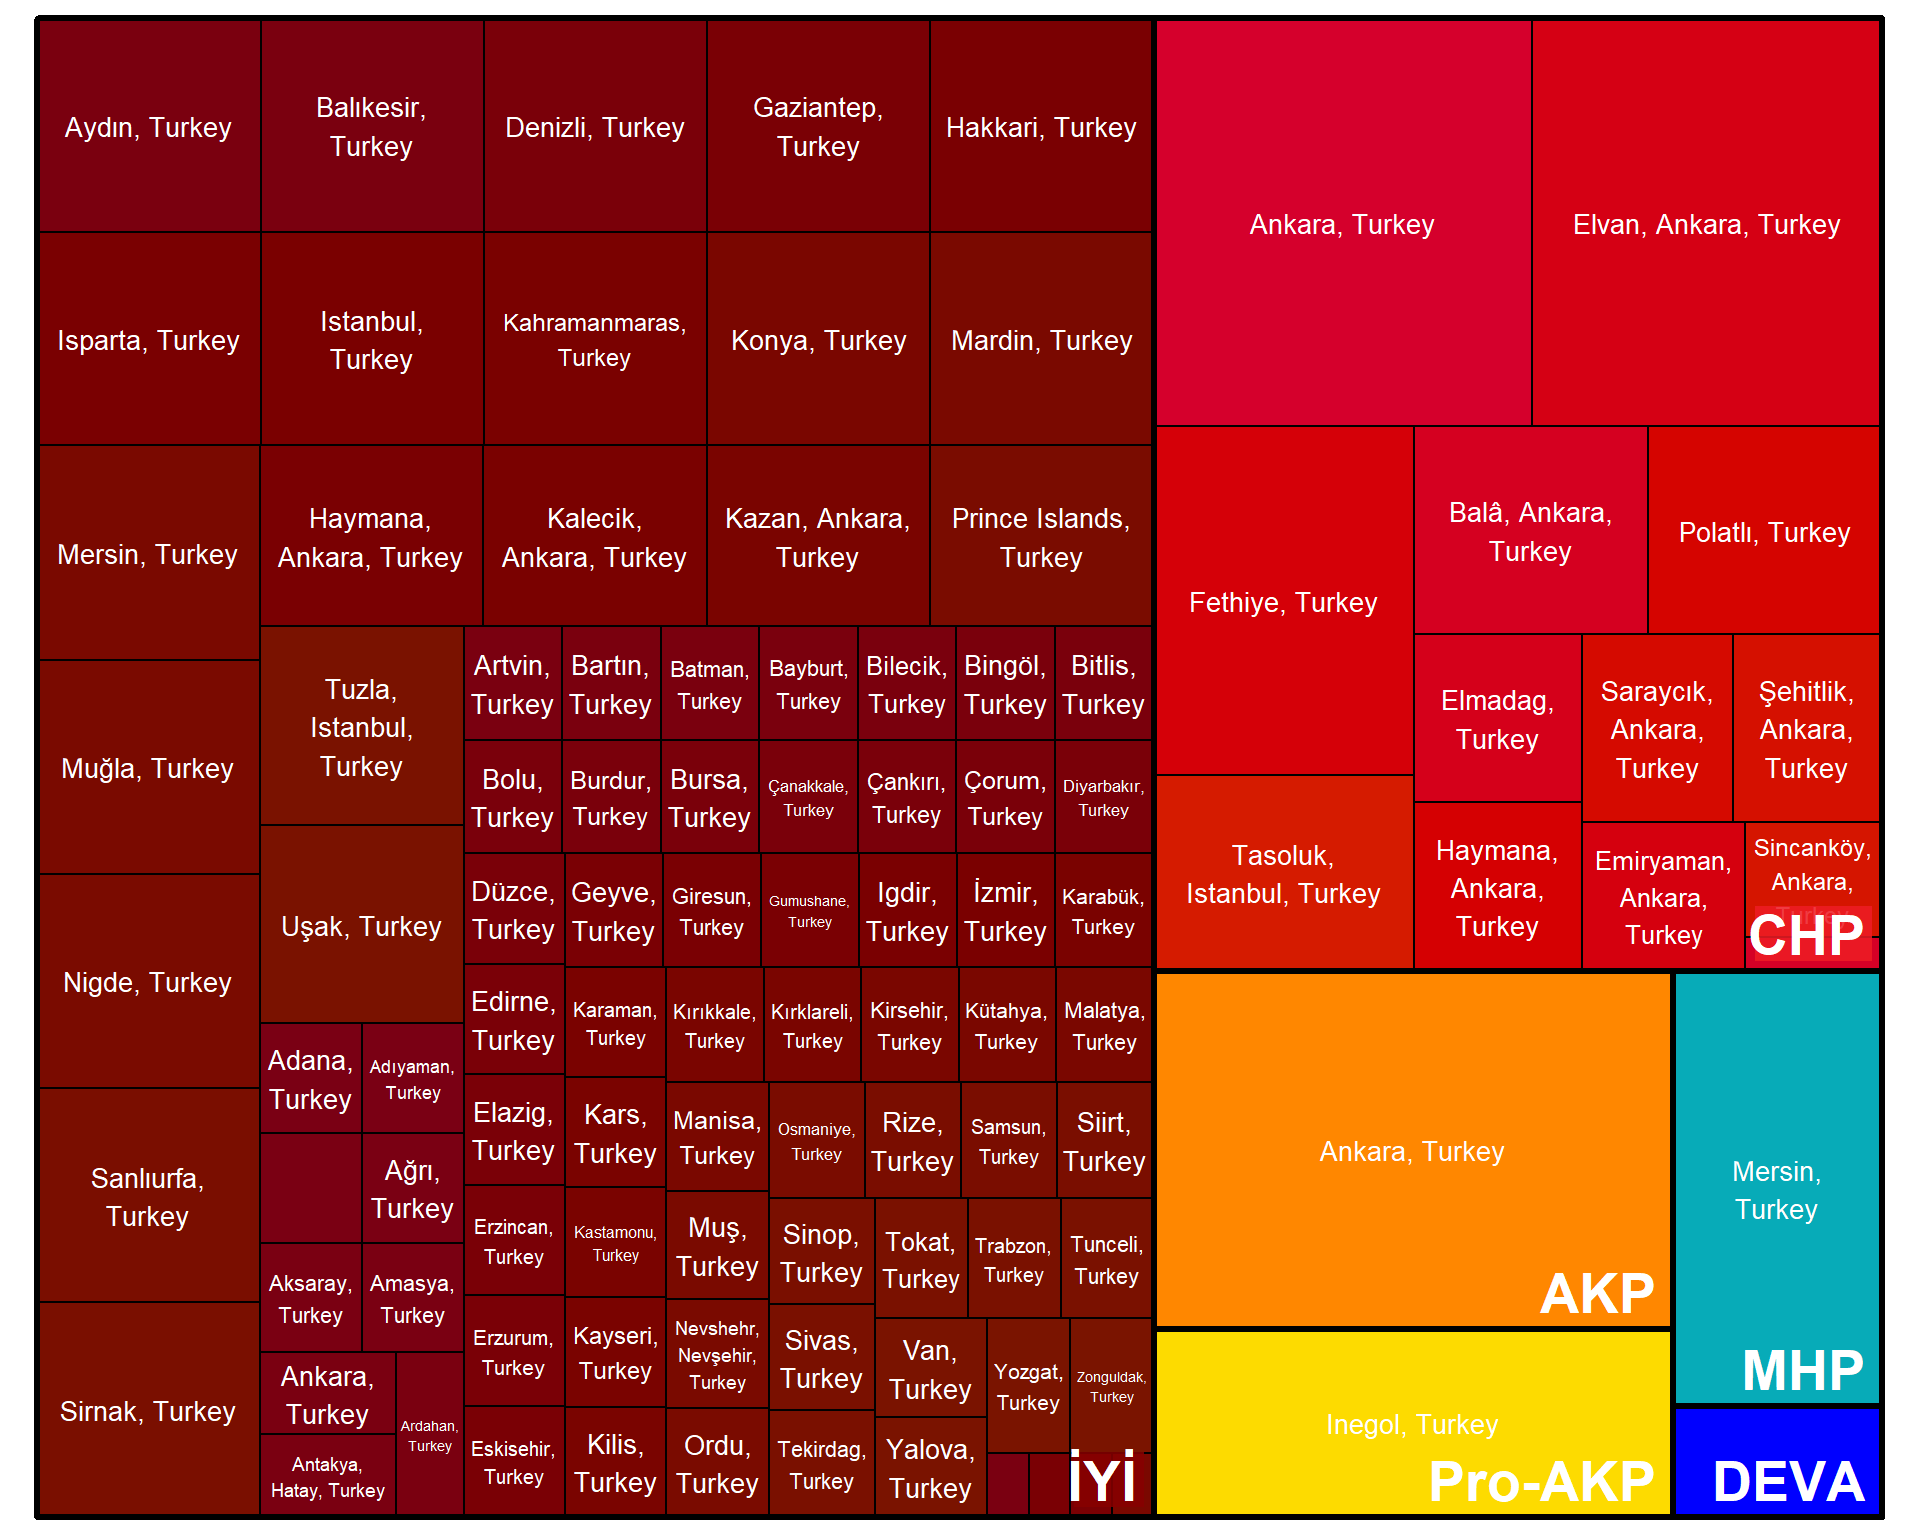 Aydın, Turkey
Balıkesir,
Turkey
Denizli, Turkey
Gaziantep,
Turkey
Hakkari, Turkey
Isparta, Turkey
Istanbul,
Turkey
Kahramanmaras,
Turkey
Konya, Turkey
Mardin, Turkey
Mersin, Turkey
Haymana,
Ankara, Turkey
Kalecik,
Ankara, Turkey
Kazan, Ankara,
Turkey
Prince Islands,
Turkey
Muğla, Turkey
Nigde, Turkey
Sanlıurfa,
Turkey
Sirnak, Turkey
Tuzla,
Istanbul,
Turkey
Uşak, Turkey
Adana,
Turkey
Adıyaman,
Turkey
Ağrı,
Turkey
Aksaray,
Turkey
Amasya,
Turkey
Ankara,
Turkey
Antakya,
Hatay, Turkey
Ardahan,
Turkey
Artvin,
Turkey
Bartın,
Turkey
Batman,
Turkey
Bayburt,
Turkey
Bilecik,
Turkey
Bingöl,
Turkey
Bitlis,
Turkey
Bolu,
Turkey
Burdur,
Turkey
Bursa,
Turkey
Çanakkale,
Turkey
Çankırı,
Turkey
Çorum,
Turkey
Diyarbakır,
Turkey
Düzce,
Turkey
Geyve,
Turkey
Giresun,
Turkey
Gumushane,
Turkey
Igdir,
Turkey
İzmir,
Turkey
Karabük,
Turkey
Edirne,
Turkey
Karaman,
Turkey
Kırıkkale,
Turkey
Kırklareli,
Turkey
Kirsehir,
Turkey
Kütahya,
Turkey
Malatya,
Turkey
Elazig,
Turkey
Kars,
Turkey
Manisa,
Turkey
Osmaniye,
Turkey
Rize,
Turkey
Samsun,
Turkey
Siirt,
Turkey
Erzincan,
Turkey
Kastamonu,
Turkey
Muş,
Turkey
Sinop,
Turkey
Tokat,
Turkey
Trabzon,
Turkey
Tunceli,
Turkey
Erzurum,
Turkey
Kayseri,
Turkey
Nevshehr,
Nevşehir,
Turkey
Sivas,
Turkey
Van,
Turkey
Yozgat,
Turkey
Zonguldak,
Turkey
Eskisehir,
Turkey
Kilis,
Turkey
Ordu,
Turkey
Tekirdag,
Turkey
Yalova,
Turkey
İYİ
Ankara, Turkey
Elvan, Ankara, Turkey
Fethiye, Turkey
Balâ, Ankara,
Turkey
Polatlı, Turkey
Elmadag,
Turkey
Saraycık,
Ankara,
Turkey
Şehitlik,
Ankara,
Turkey
Tasoluk,
Istanbul, Turkey
Haymana,
Ankara,
Turkey
Emiryaman,
Ankara,
Turkey
Sincanköy,
Ankara,
Turkey
CHP
Ankara, Turkey
AKP
Mersin,
Turkey
MHP
Inegol, Turkey
Pro-AKP
DEVA